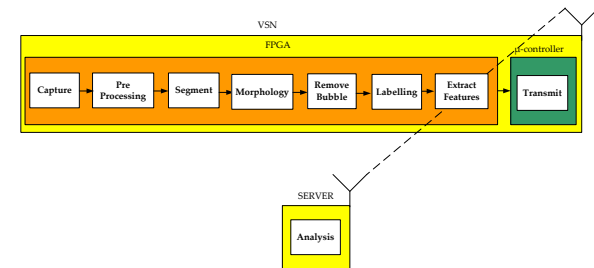 VSN
FPGA
μ-controller
Capture
Pre
Processing
Segment
Morphology
Remove
Bubble
Labelling
Extract
Features
Transmit
SERVER
Analysis